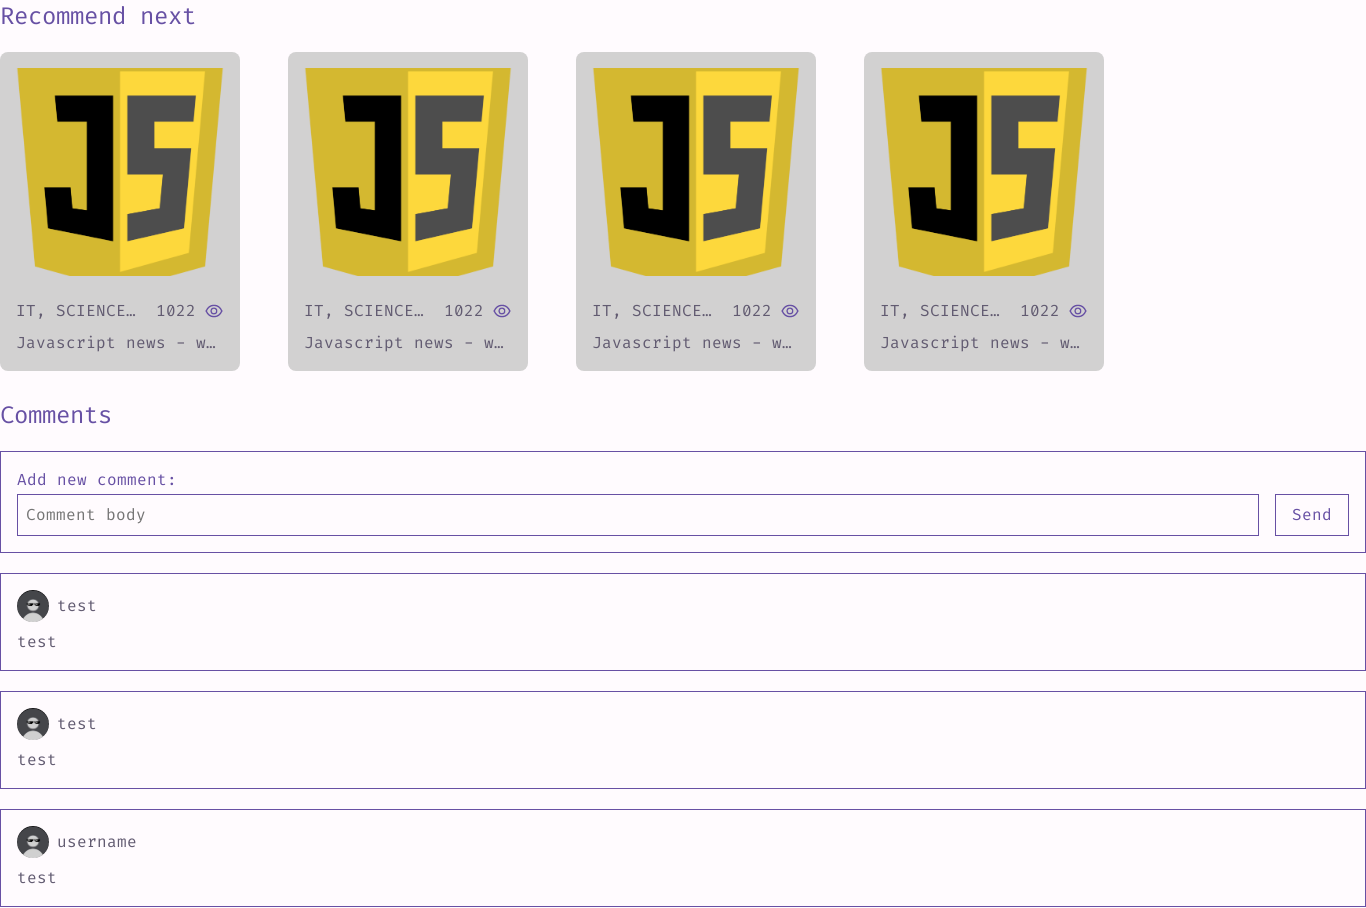 Recommend next
JS JS JS JS
IT, SCIENCE… 1022 IT, SCIENCE… 1022 IT, SCIENCE… 1022 IT, SCIENCE… 1022
Javascript news - w… Javascript news - w… Javascript news - w… Javascript news - w…
Comments
Add new comment:
Comment body Send
test
test
test
test
username
test